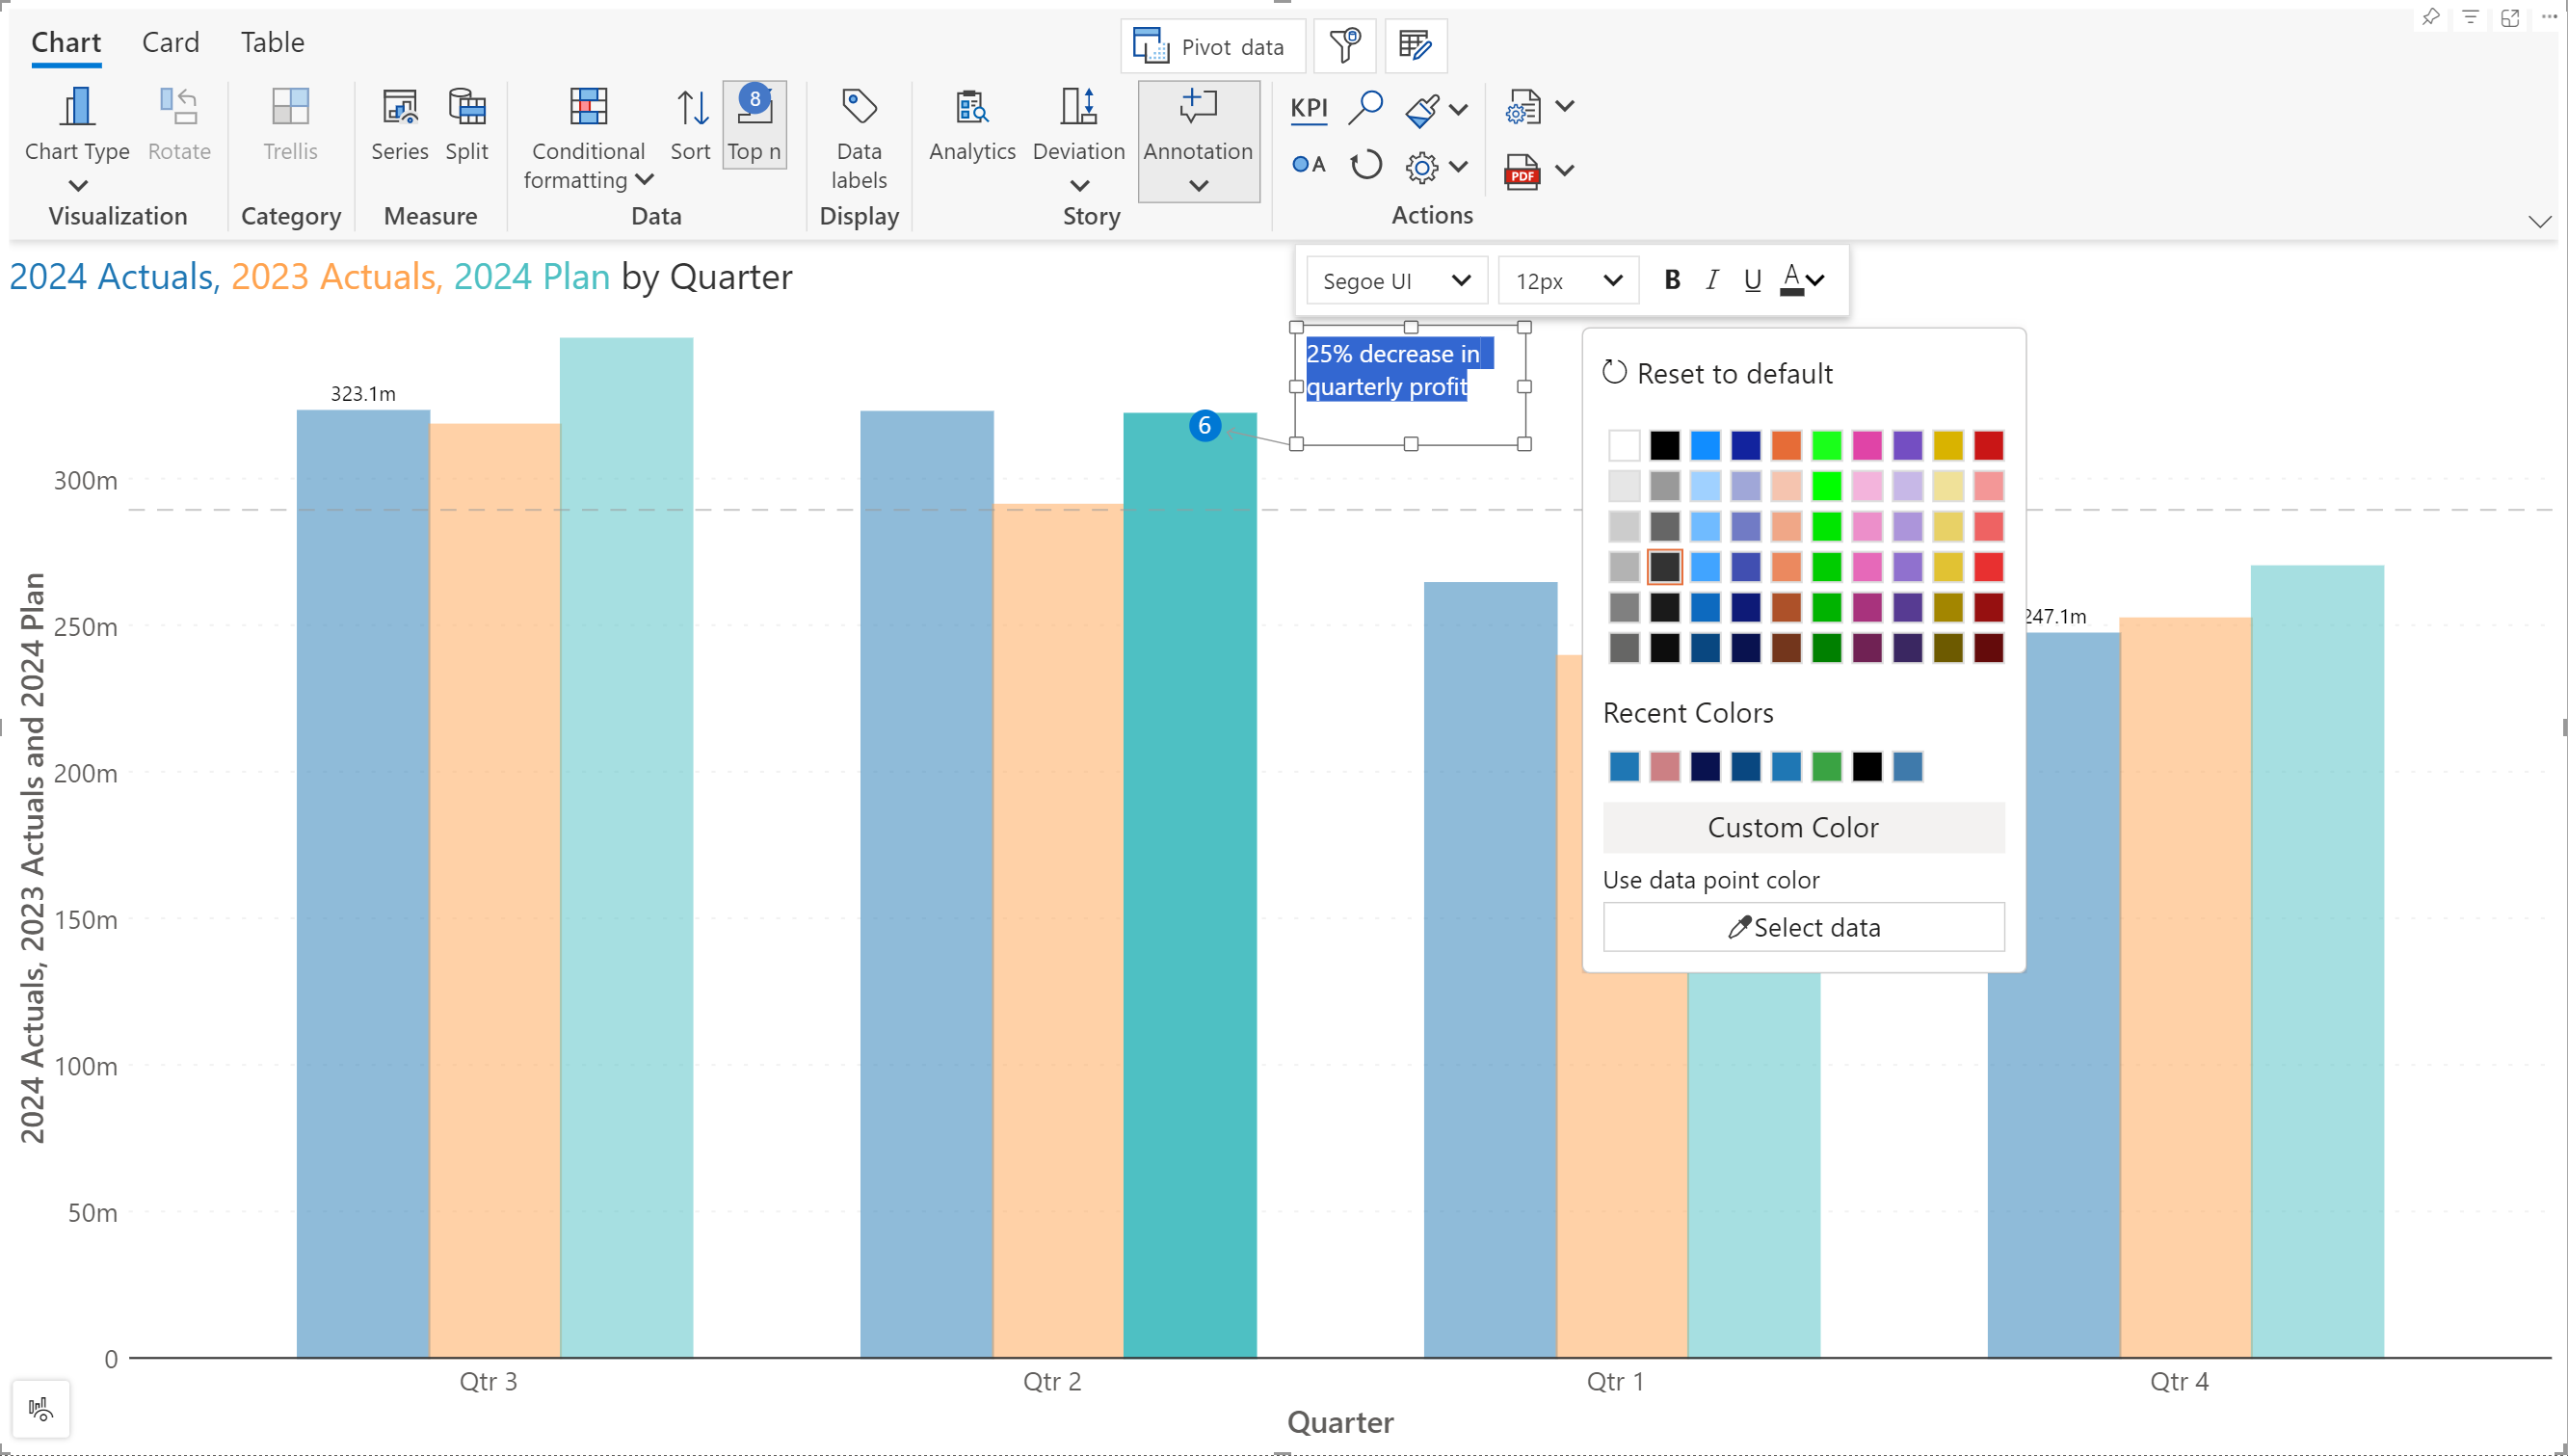 Chart Card Table
Pivot data
Chart Type
Rotate
Visualization
Trellis
Category
Series
Split
Measure
Conditional
formatting
Sort
8
Top n
Data
Data
labels
Display
Analytics
Deviation
Annotation
Story
KPI
A
PDF
Actions
2024 Actuals, 2023 Actuals, 2024 Plan by Quarter
Segoe UI
12px
B I U A
25% decrease in
quarterly profit
6
Reset to default
Recent Colors
Custom Color
Use data point color
Select data
2024 Actuals, 2023 Actuals and 2024 Plan
323.1m
247.1m
300m
250m
200m
150m
100m
50m
0
Qtr 3
Qtr 2
Qtr 1
Qtr 4
Quarter